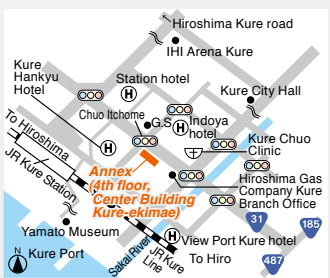 Hiroshima Kure road
IHI Arena Kure
Kure
Hankyu
Hotel
Station hotel
H
Kure City Hall
Chuo Itchome
G.S
H
Indoya
hotel
Kure Chuo
Clinic
To Hiroshima
H
JR Kure Station
Annex
(4th floor,
Center Building
Kure-ekimae)
Hiroshima Gas
Company Kure
Branch Office
31
185
Yamato Museum
H
View Port Kure hotel
N
Kure Port
Sakai River
JR Kure
Line
To Hiro
487